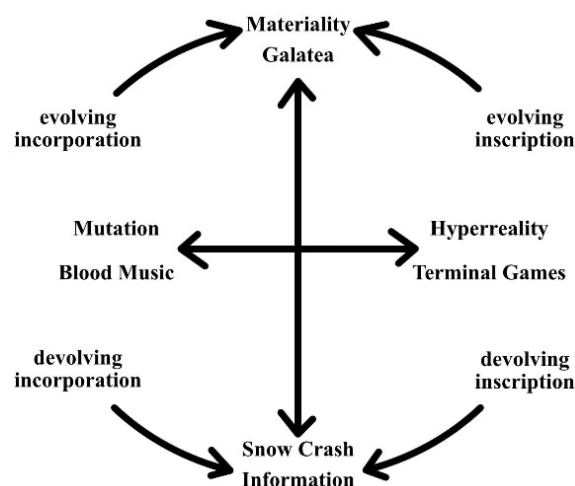 Materiality
Galatea
evolving
incorporation
evolving
inscription
Mutation
Blood Music
Hyperreality
Terminal Games
devolving
incorporation
devolving
inscription
Snow Crash
Information